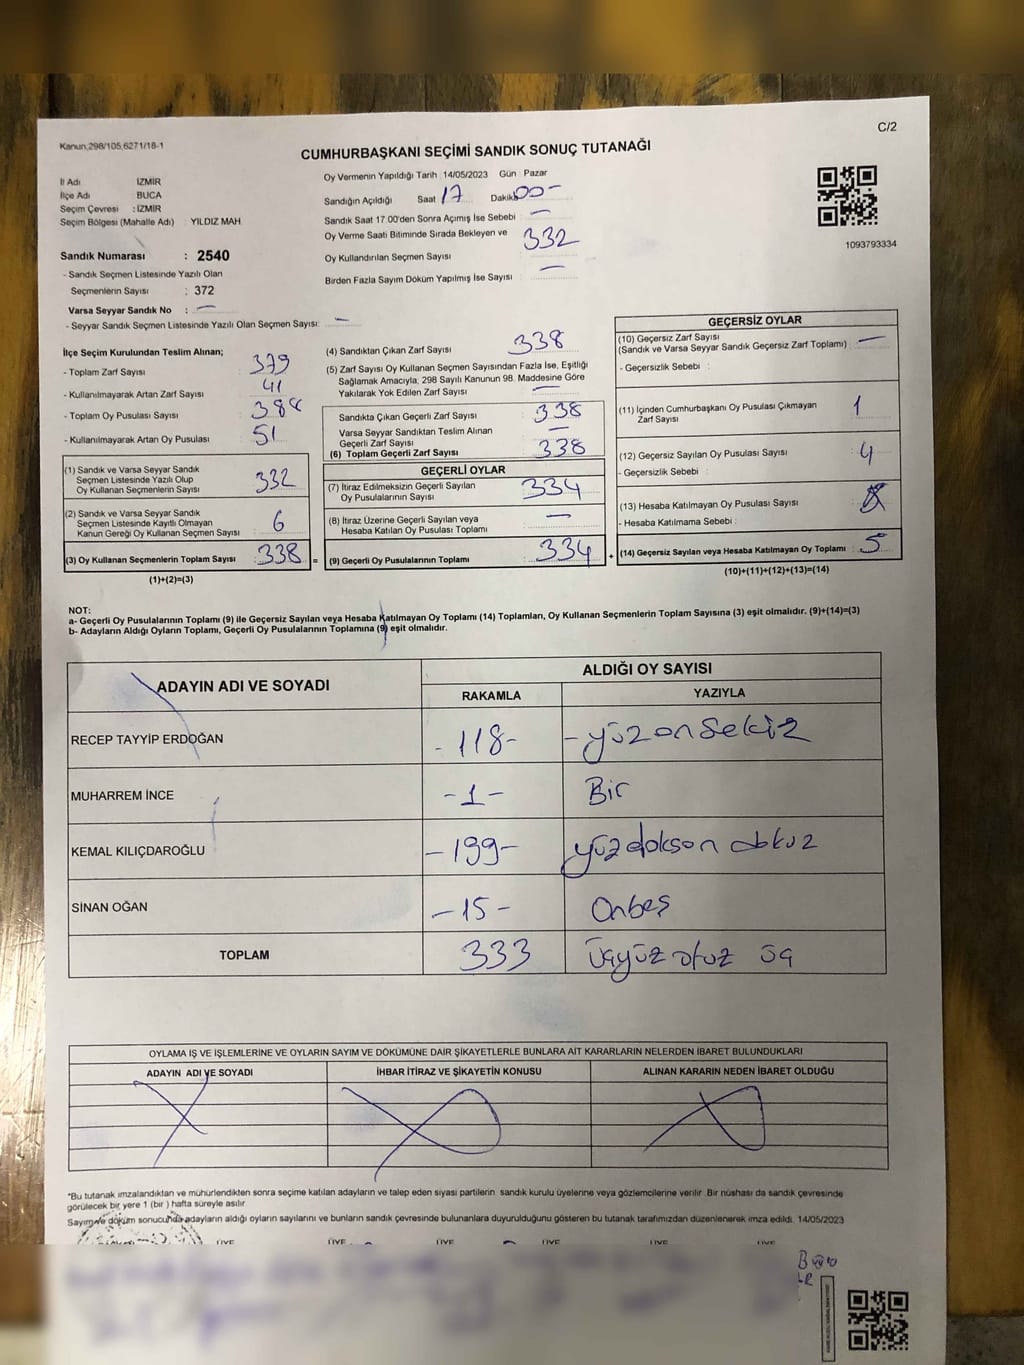 C/2
Kanun,298/105,6271/18-1
CUMHURBAŞKANI SEÇİMİ SANDIK SONUÇ TUTANAĞI
İl Adı İZMİR
İlçe Adı BUCA
Seçim Çevresi : İZMİR
Seçim Bölgesi (Mahalle Adı) : YILDIZ MAH
Sandık Numarası : 2540
- Sandık Seçmen Listesinde Yazılı Olan
Seçmenlerin Sayısı : 372
Varsa Seyyar Sandık No : —
- Seyyar Sandık Seçmen Listesinde Yazılı Olan Seçmen Sayısı: —
Oy Vermenin Yapıldığı Tarih 14/05/2023 Gün Pazar
Sandığın Açıldığı Saat 17 Dakika 00-
Sandık Saat 17.00'den Sonra Açımış İse Sebebi —
Oy Verme Saati Bitiminde Sırada Bekleyen ve 332
Oy Kullandırılan Seçmen Sayısı
Birden Fazla Sayım Döküm Yapılmış İse Sayısı —
1093793334
İlçe Seçim Kurulundan Teslim Alınan;
- Toplam Zarf Sayısı 379
- Kullanılmayarak Artan Zarf Sayısı 41
- Toplam Oy Pusulası Sayısı 388
- Kullanılmayarak Artan Oy Pusulası 51
(1) Sandık ve Varsa Seyyar Sandık
Seçmen Listesinde Yazılı Olup
Oy Kullanan Seçmenlerin Sayısı 332
(2) Sandık ve Varsa Seyyar Sandık
Seçmen Listesinde Kayıtlı Olmayan
Kanun Gereği Oy Kullanan Seçmen Sayısı 6
(3) Oy Kullanan Seçmenlerin Toplam Sayısı 338 =
(1)+(2)=(3)
(4) Sandıktan Çıkan Zarf Sayısı 338
(5) Zarf Sayısı Oy Kullanan Seçmen Sayısından Fazla İse, Eşitliği
Sağlamak Amacıyla, 298 Sayılı Kanunun 98. Maddesine Göre
Yakılarak Yok Edilen Zarf Sayısı —
Sandıkta Çıkan Geçerli Zarf Sayısı 338
Varsa Seyyar Sandıktan Teslim Alınan
Geçerli Zarf Sayısı —
(6) Toplam Geçerli Zarf Sayısı 338
GEÇERLİ OYLAR
(7) İtiraz Edilmeksizin Geçerli Sayılan
Oy Pusulalarının Sayısı 334
(8) İtiraz Üzerine Geçerli Sayılan veya
Hesaba Katılan Oy Pusulası Toplamı —
(9) Geçerli Oy Pusulalarının Toplamı 334 +
GEÇERSİZ OYLAR
(10) Geçersiz Zarf Sayısı
(Sandık ve Varsa Seyyar Sandık Geçersiz Zarf Toplamı) —
- Geçersizlik Sebebi :
(11) İçinden Cumhurbaşkanı Oy Pusulası Çıkmayan
Zarf Sayısı 1
(12) Geçersiz Sayılan Oy Pusulası Sayısı 4
- Geçersizlik Sebebi :
(13) Hesaba Katılmayan Oy Pusulası Sayısı
- Hesaba Katılmama Sebebi :
(14) Geçersiz Sayılan veya Hesaba Katılmayan Oy Toplamı 5
(10)+(11)+(12)+(13)=(14)
NOT:
a- Geçerli Oy Pusulalarının Toplamı (9) ile Geçersiz Sayılan veya Hesaba Katılmayan Oy Toplamı (14) Toplamları, Oy Kullanan Seçmenlerin Toplam Sayısına (3) eşit olmalıdır. (9)+(14)=(3)
b- Adayların Aldığı Oyların Toplamı, Geçerli Oy Pusulalarının Toplamına (9) eşit olmalıdır.
ADAYIN ADI VE SOYADI ALDIĞI OY SAYISI
RAKAMLA YAZIYLA
RECEP TAYYİP ERDOĞAN -118- -yüzonsekiz
MUHARREM İNCE -1- Bir
KEMAL KILIÇDAROĞLU -199- yüzdokson dokuz
SİNAN OĞAN -15- Onbeş
TOPLAM 333 üçyüz otuz üç
OYLAMA İŞ VE İŞLEMLERİNE VE OYLARIN SAYIM VE DÖKÜMÜNE DAİR ŞİKAYETLERLE BUNLARA AİT KARARLARIN NELERDEN İBARET BULUNDUKLARI
ADAYIN ADI VE SOYADI İHBAR İTİRAZ VE ŞİKAYETİN KONUSU ALINAN KARARIN NEDEN İBARET OLDUĞU
*Bu tutanak imzalandıktan ve mühürlendikten sonra seçime katılan adayların ve talep eden siyasi partilerin sandık kurulu üyelerine veya gözlemcilerine verilir. Bir nüshası da sandık çevresinde
görülecek bir yere 1 (bir) hafta süreyle asılır.
Sayım ve döküm sonucunda adayların aldığı oyların sayılarını ve bunların sandık çevresinde bulunanlara duyurulduğunu gösteren bu tutanak tarafımızdan düzenlenerek imza edildi. 14/05/2023
ÜYE ÜYE ÜYE ÜYE ÜYE ÜYE